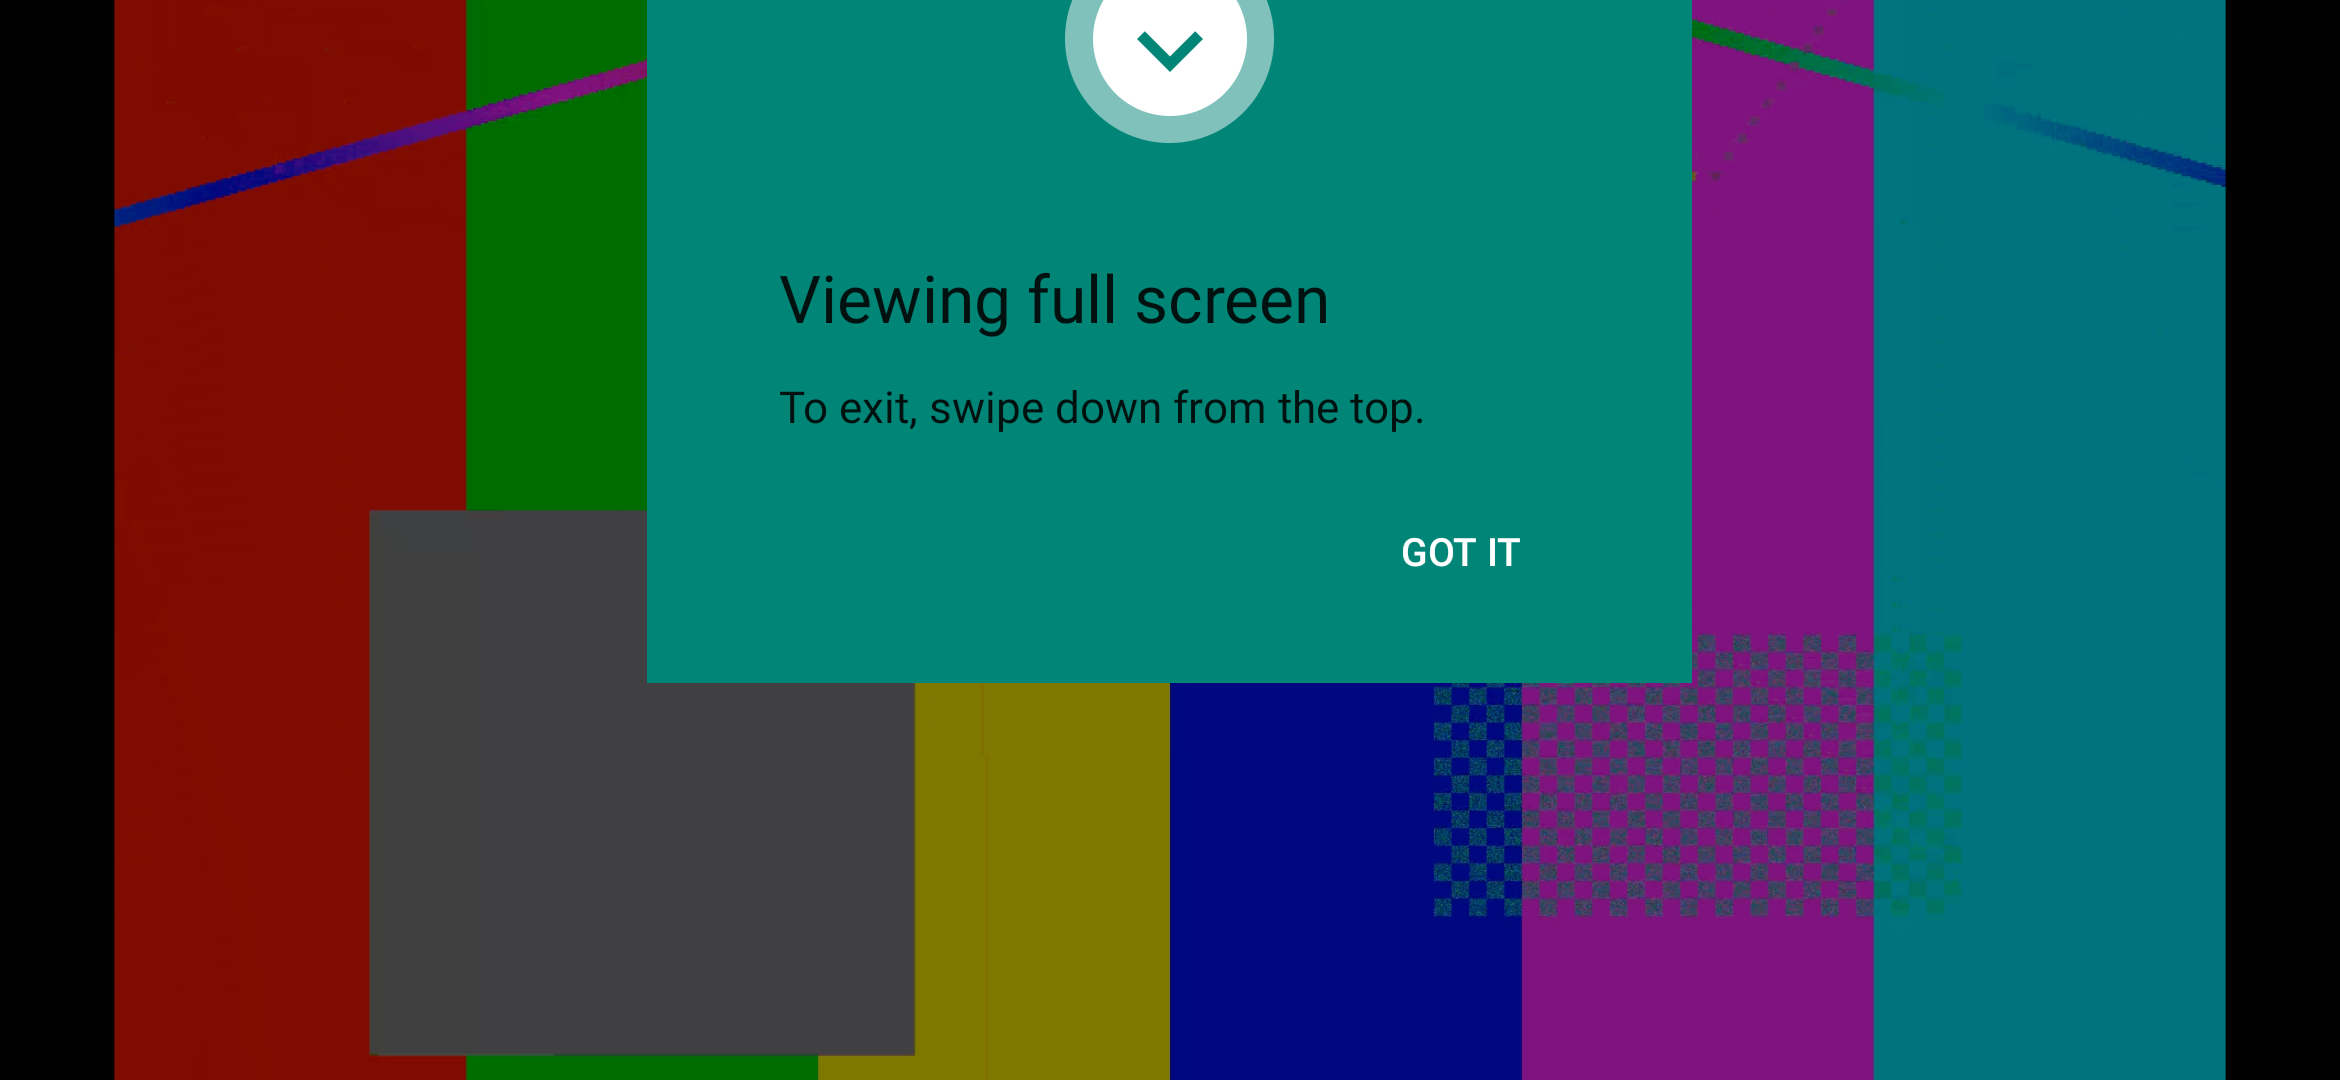 Viewing full screen
To exit, swipe down from the top.
GOT IT